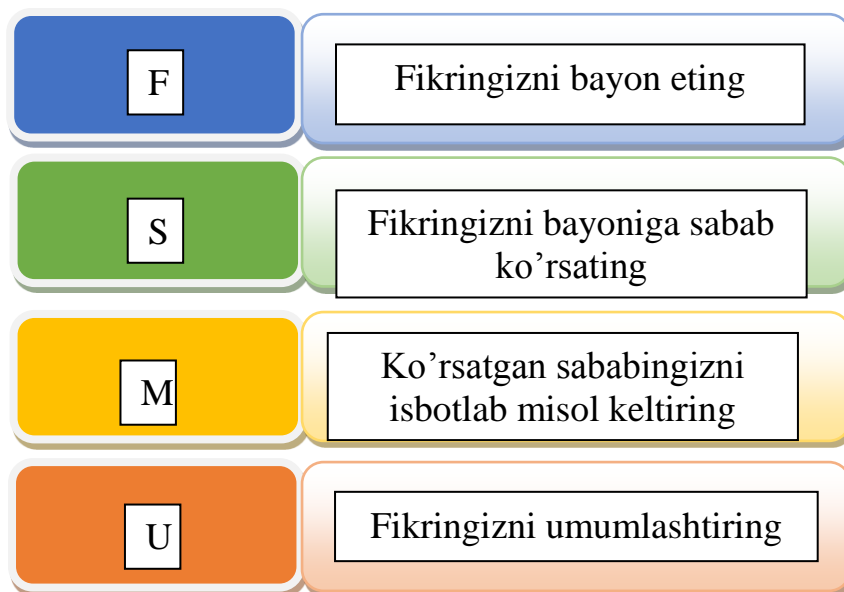 F
Fikringizni bayon eting
S
Fikringizni bayoniga sabab
ko’rsating
M
Ko’rsatgan sababingizni
isbotlab misol keltiring
U
Fikringizni umumlashtiring